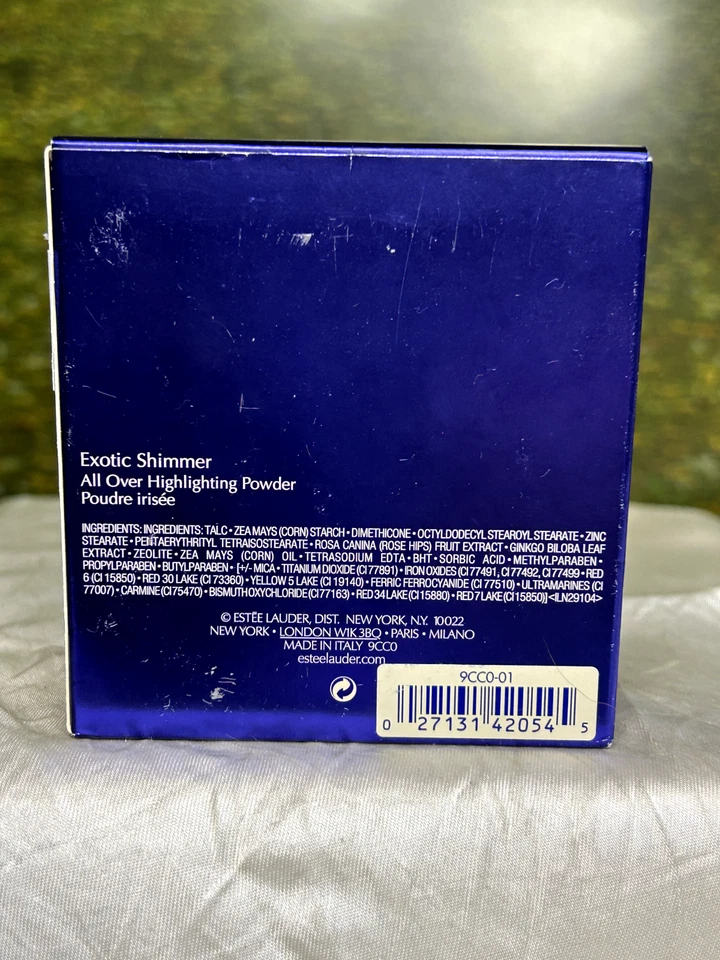 Exotic Shimmer
All Over Highlighting Powder
Poudre irisée
INGREDIENTS: INGREDIENTS: TALC • ZEA MAYS (CORN) STARCH • DIMETHICONE • OCTYLDODECYL STEAROYL STEARATE • ZINC
STEARATE • PENTAERYTHRITYL TETRAISOSTEARATE • ROSA CANINA (ROSE HIPS) FRUIT EXTRACT • GINKGO BILOBA LEAF
EXTRACT • ZEOLITE • ZEA MAYS (CORN) OIL • TETRASODIUM EDTA • BHT • SORBIC ACID • METHYLPARABEN •
PROPYLPARABEN • BUTYLPARABEN • [+/- MICA • TITANIUM DIOXIDE (CI 77891) • IRON OXIDES (CI 77491, CI 77492, CI 77499 • RED
6 (CI 15850) • RED 30 LAKE (CI 73360) • YELLOW 5 LAKE (CI 19140) • FERRIC FERROCYANIDE (CI 77510) • ULTRAMARINES (CI
77007) • CARMINE (CI 75470) • BISMUTH OXYCHLORIDE (CI 77163) • RED 34 LAKE (CI 15880) • RED 7 LAKE (CI 15850)] <ILN29104>
© ESTĒE LAUDER, DIST. NEW YORK, N.Y. 10022
NEW YORK • LONDON W1K 3BQ • PARIS • MILANO
MADE IN ITALY 9CC0
esteelauder.com
9CC0-01
0 27131 42054 5